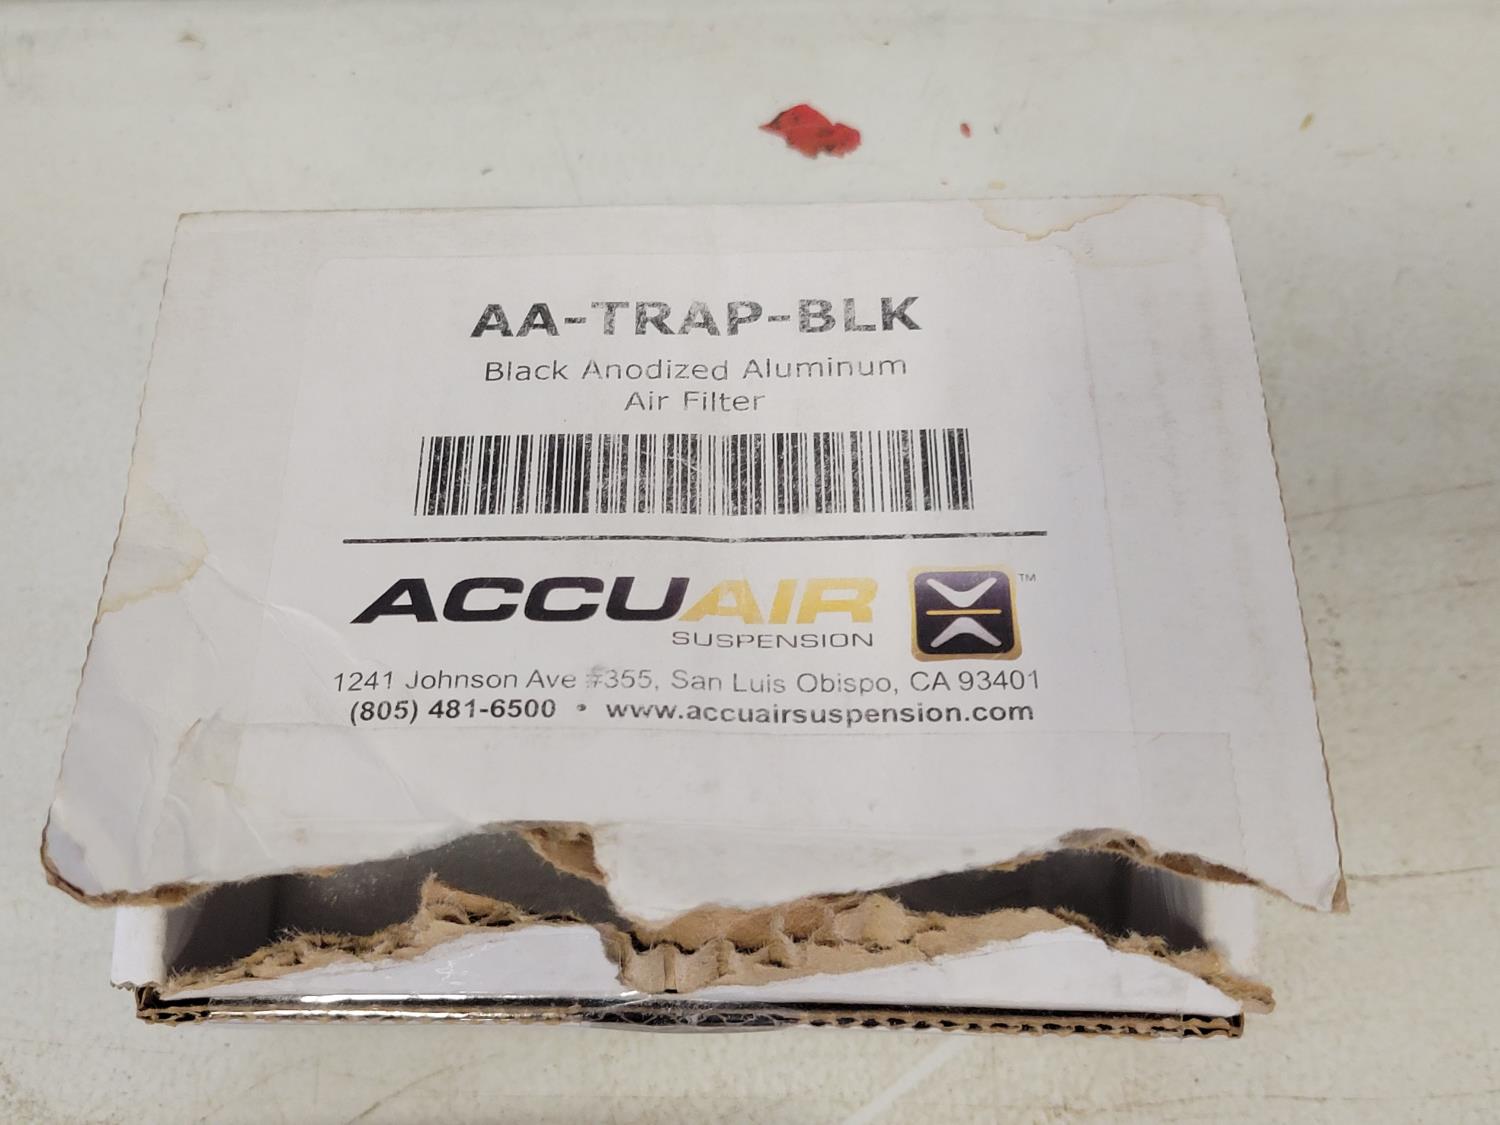 AA-TRAP-BLK
Black Anodized Aluminum
Air Filter
ACCUAIR
SUSPENSION
TM
1241 Johnson Ave #355, San Luis Obispo, CA 93401
(805) 481-6500 • www.accuairsuspension.com